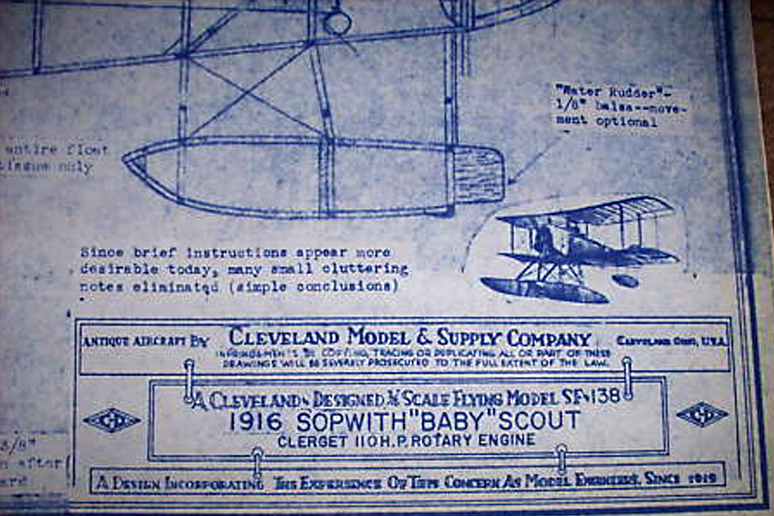 "Water Rudder"-
1/8" balsa--move-
ment optional
entire float
tissue only
Since brief instructions appear more
desirable today, many small cluttering
notes eliminated (simple conclusions)
ANTIQUE AIRCRAFT BY CLEVELAND MODEL & SUPPLY COMPANY CLEVELAND OHIO, U.S.A.
INFRINGEMENTS BY COPYING, TRACING OR DUPLICATING ALL OR PART OF THESE
DRAWINGS WILL BE SEVERELY PROSECUTED TO THE FULL EXTENT OF THE LAW.
A CLEVELAND-DESIGNED 3/4 SCALE FLYING MODEL SF-138
C-D
1916 SOPWITH "BABY" SCOUT
C-D
CLERGET 110 H.P. ROTARY ENGINE
3/8"
after
A DESIGN INCORPORATING THE EXPERIENCE OF THIS CONCERN AS MODEL ENGINEERS, SINCE 1919